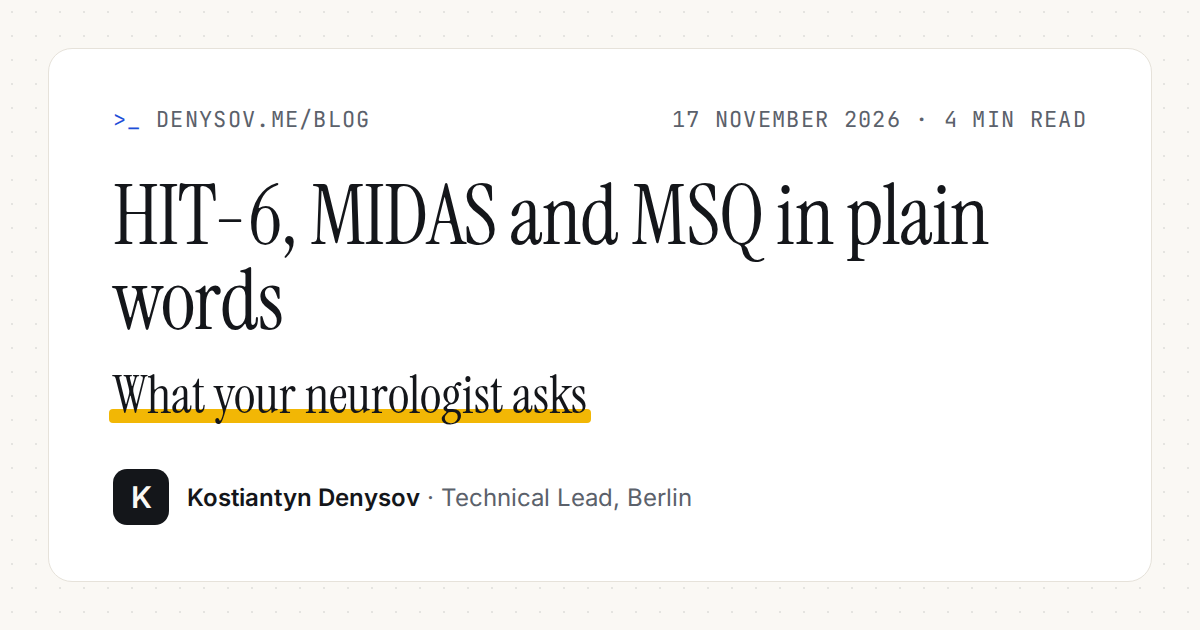 >_ DENYSOV.ME/BLOG
17 NOVEMBER 2026 · 4 MIN READ
HIT-6, MIDAS and MSQ in plain
words
What your neurologist asks
K
Kostiantyn Denysov · Technical Lead, Berlin